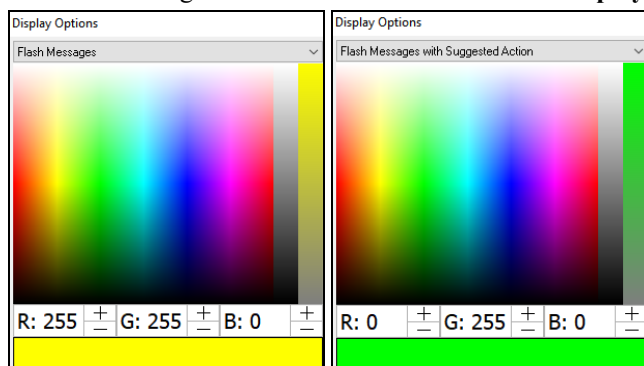 Display Options
Flash Messages
R: 255 + − G: 255 + − B: 0 + −
Display Options
Flash Messages with Suggested Action
R: 0 + − G: 255 + − B: 0 + −